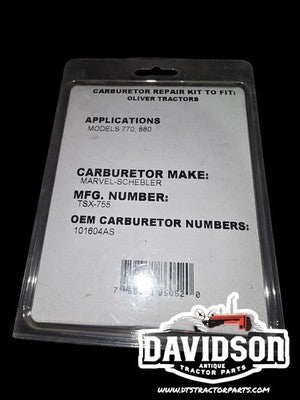 CARBURETOR REPAIR KIT TO FIT:
OLIVER TRACTORS
APPLICATIONS
MODELS 770, 880
CARBURETOR MAKE:
MARVEL-SCHEBLER
MFG. NUMBER:
TSX-755
OEM CARBURETOR NUMBERS:
101604AS
DAVIDSON
ANTIQUE
TRACTOR PARTS
WWW.DTSTRACTORPARTS.COM